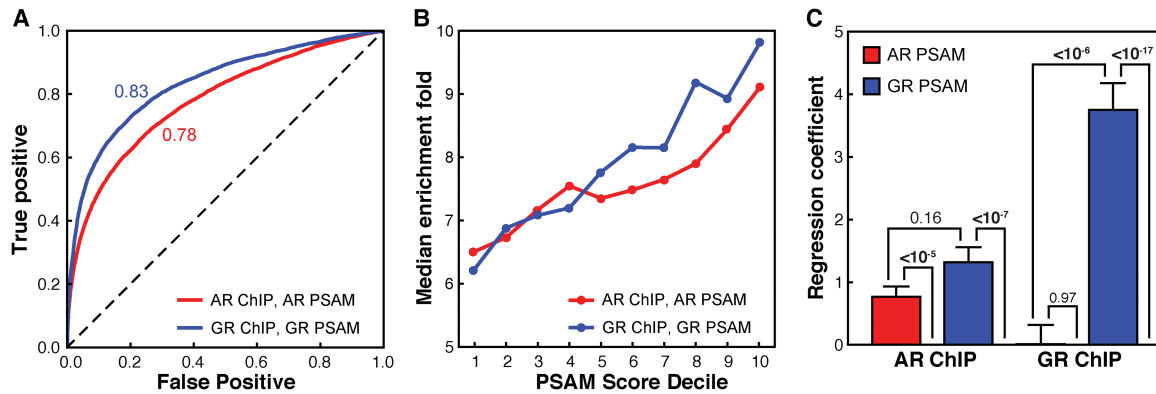 A
True positive
1.0
0.8
0.6
0.4
0.2
0.0
0.83
0.78
AR ChIP, AR PSAM
GR ChIP, GR PSAM
0.0 0.2 0.4 0.6 0.8 1.0
False Positive
B
Median enrichment fold
10
9
8
7
6
5
AR ChIP, AR PSAM
GR ChIP, GR PSAM
1 2 3 4 5 6 7 8 9 10
PSAM Score Decile
C
Regression coefficient
5
4
3
2
1
0
AR PSAM
GR PSAM
<10-6 <10-17
0.16 <10-7
<10-5
0.97
AR ChIP GR ChIP